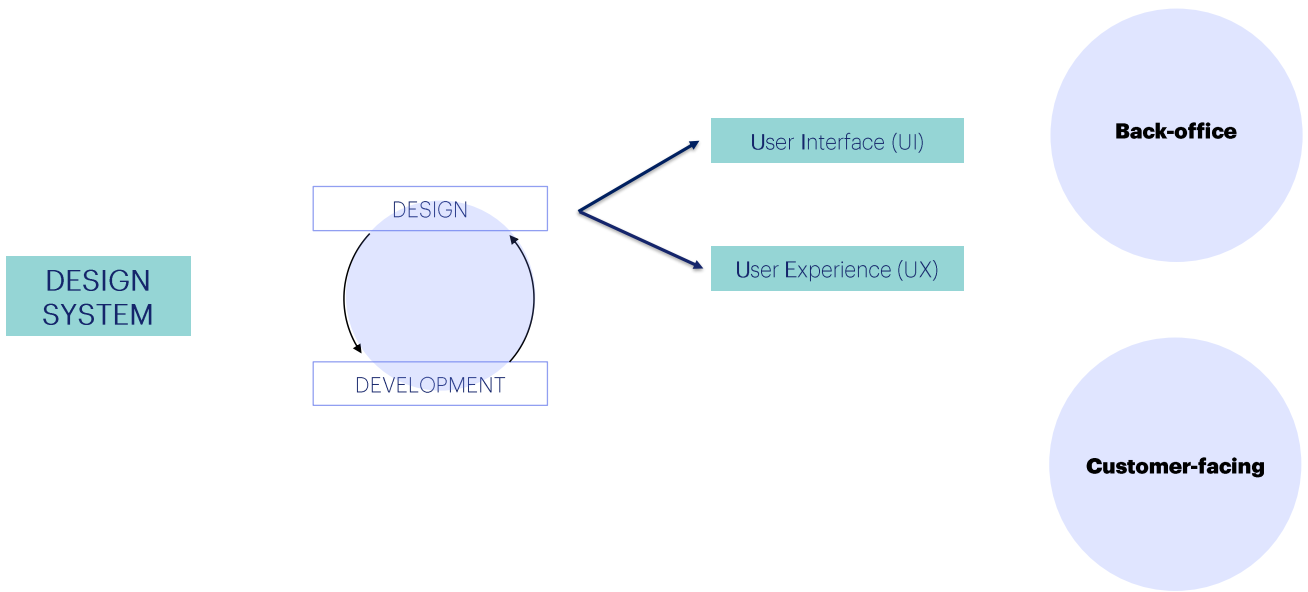 DESIGN
SYSTEM
DESIGN
DEVELOPMENT
User Interface (UI)
User Experience (UX)
Back-office
Customer-facing